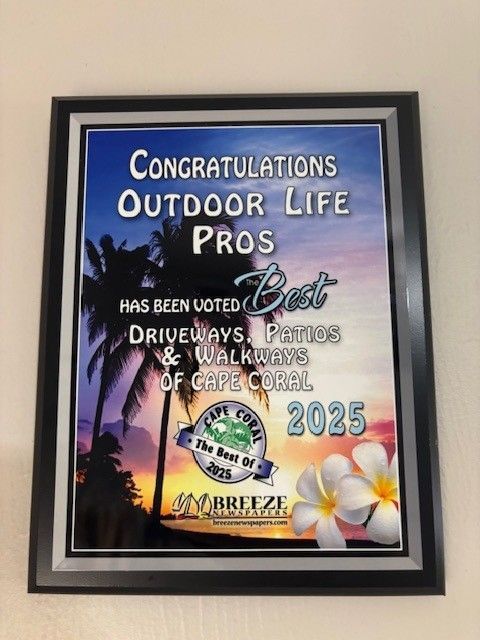 CONGRATULATIONS
OUTDOOR LIFE
PROS
HAS BEEN VOTED The Best
DRIVEWAYS, PATIOS
& WALKWAYS
OF CAPE CORAL
2025
CAPE CORAL
The Best Of
2025
BREEZE
NEWSPAPERS
breezenewspapers.com